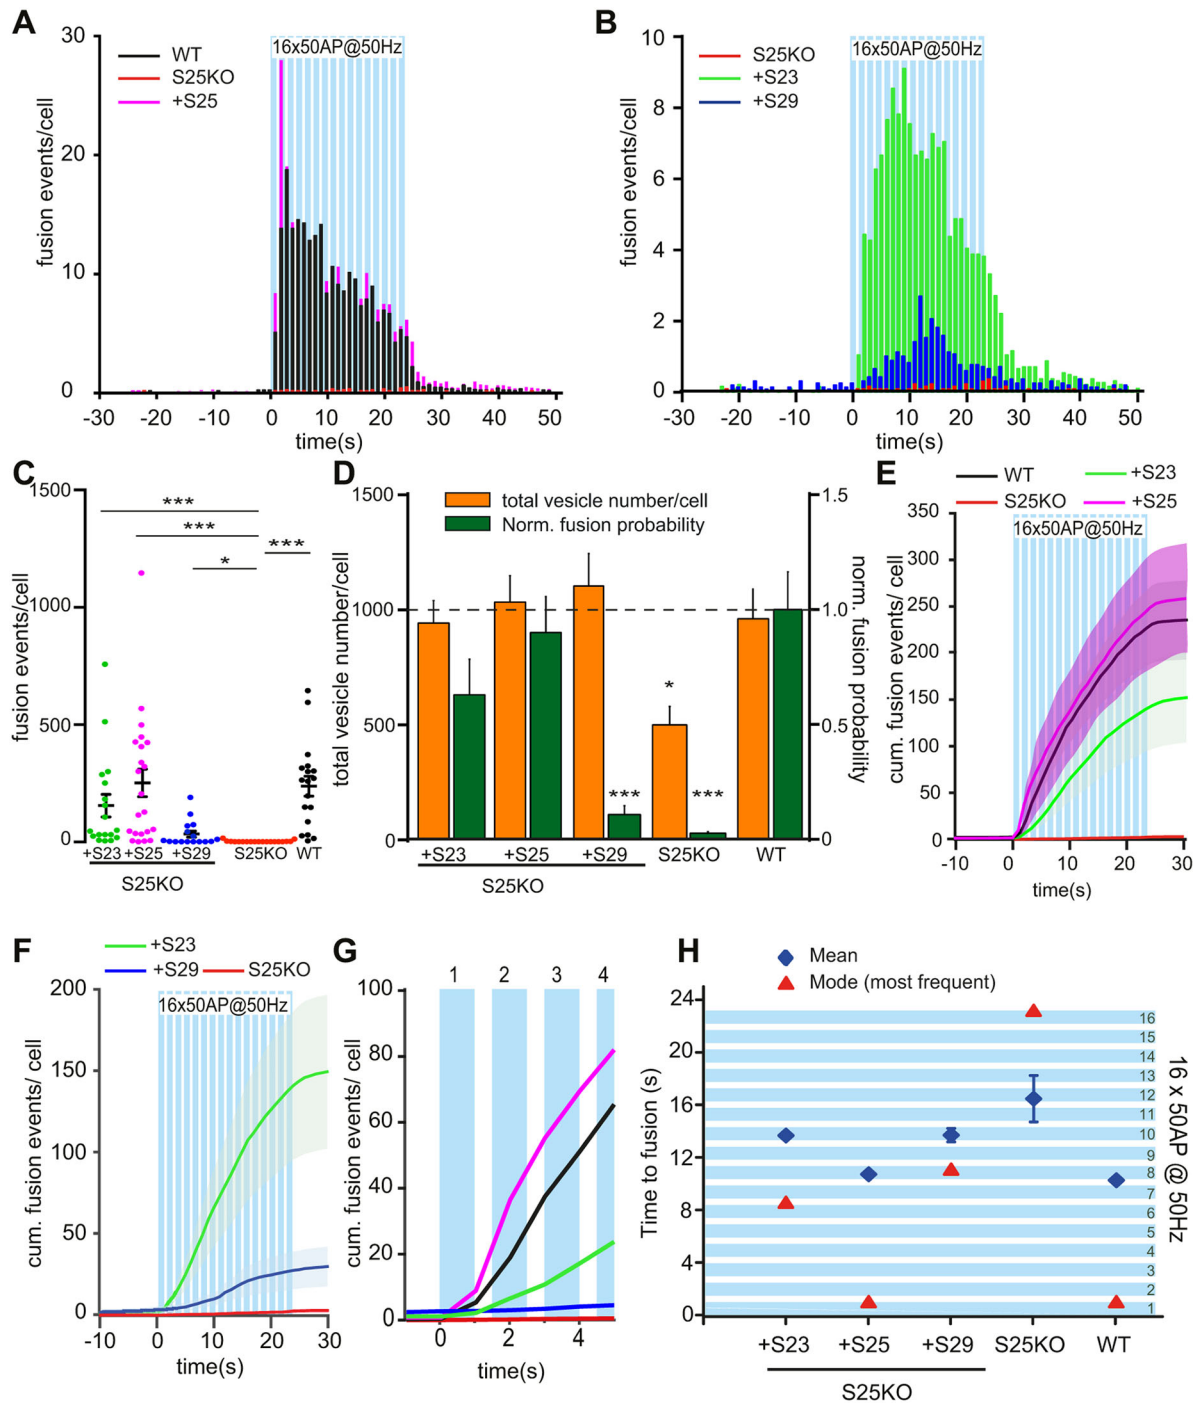 A
30
20
10
0
fusion events/cell
WT
S25KO
+S25
16x50AP@50Hz
-30 -20 -10 0 10 20 30 40 50
time(s)
B
10
8
6
4
2
0
fusion events/cell
S25KO
+S23
+S29
16x50AP@50Hz
-30 -20 -10 0 10 20 30 40 50
time(s)
C
1500
1000
500
0
fusion events/cell
***
***
***
*
+S23 +S25 +S29 S25KO WT
S25KO
D
1500
1000
500
0
total vesicle number/cell
total vesicle number/cell
Norm. fusion probability
*
*** ***
1.5
1.0
0.5
0
norm. fusion probability
+S23 +S25 +S29 S25KO WT
S25KO
E
WT +S23
S25KO +S25
350
300
250
200
150
100
50
0
cum. fusion events/ cell
16x50AP@50Hz
-10 0 10 20 30
time(s)
F
+S23
+S29 S25KO
200
150
100
50
0
cum. fusion events/ cell
16x50AP@50Hz
-10 0 10 20 30
time(s)
G
1 2 3 4
100
80
60
40
20
0
cum. fusion events/ cell
0 2 4
time(s)
H
Mean
Mode (most frequent)
24
20
16
12
8
4
0
Time to fusion (s)
16
15
14
13
12
11
10
9
8
7
6
5
4
3
2
1
16 x 50AP @ 50Hz
+S23 +S25 +S29 S25KO WT
S25KO